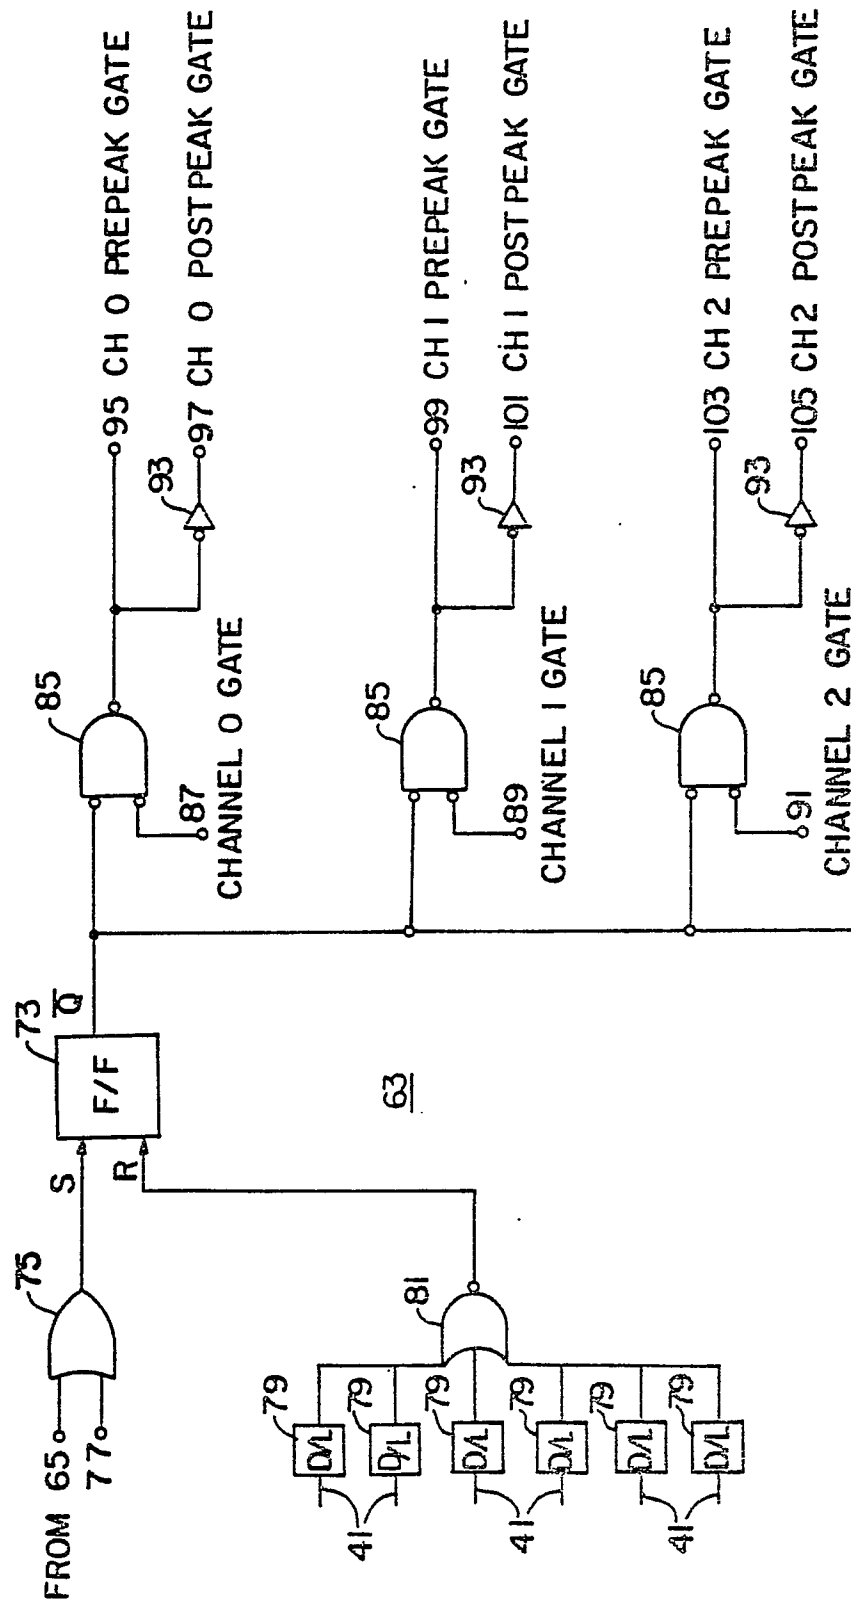 FROM 65
77
75
S
R
73
Q
F/F
63
79
79
79
79
79
79
D/L
D/L
D/L
D/L
D/L
D/L
41
41
41
81
85
87
CHANNEL 0 GATE
93
95 CH 0 PREPEAK GATE
97 CH 0 POSTPEAK GATE
85
89
CHANNEL 1 GATE
93
99 CH 1 PREPEAK GATE
101 CH 1 POSTPEAK GATE
85
91
CHANNEL 2 GATE
93
103 CH 2 PREPEAK GATE
105 CH2 POSTPEAK GATE